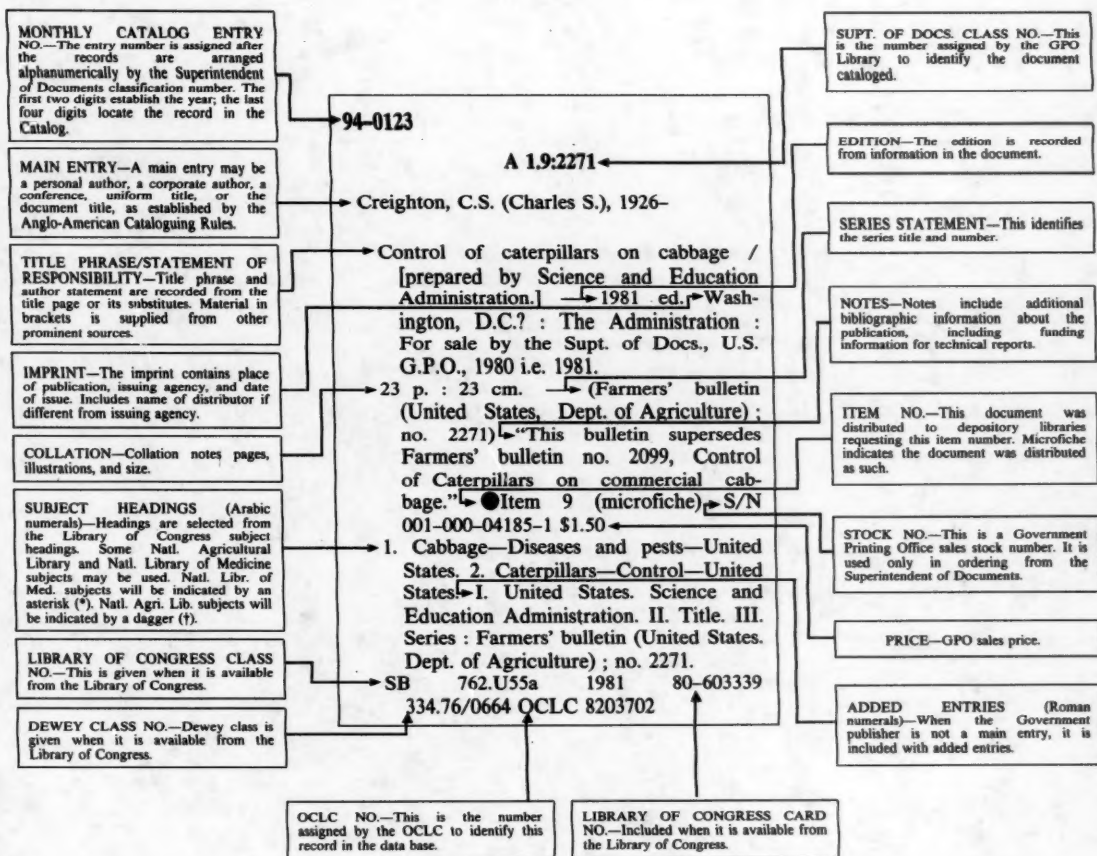 MONTHLY CATALOG ENTRY
NO.—The entry number is assigned after
the records are arranged
alphanumerically by the Superintendent
of Documents classification number. The
first two digits establish the year; the last
four digits locate the record in the
Catalog.
MAIN ENTRY—A main entry may be
a personal author, a corporate author, a
conference, uniform title, or the
document title, as established by the
Anglo-American Cataloguing Rules.
TITLE PHRASE/STATEMENT OF
RESPONSIBILITY—Title phrase and
author statement are recorded from the
title page or its substitutes. Material in
brackets is supplied from other
prominent sources.
IMPRINT—The imprint contains place
of publication, issuing agency, and date
of issue. Includes name of distributor if
different from issuing agency.
COLLATION—Collation notes pages,
illustrations, and size.
SUBJECT HEADINGS (Arabic
numerals)—Headings are selected from
the Library of Congress subject
headings. Some Natl. Agricultural
Library and Natl. Library of Medicine
subjects may be used. Natl. Libr. of
Med. subjects will be indicated by an
asterisk (*). Natl. Agri. Lib. subjects will
be indicated by a dagger (†).
LIBRARY OF CONGRESS CLASS
NO.—This is given when it is available
from the Library of Congress.
DEWEY CLASS NO.—Dewey class is
given when it is available from the
Library of Congress.
94-0123
A 1.9:2271
Creighton, C.S. (Charles S.), 1926–
Control of caterpillars on cabbage /
[prepared by Science and Education
Administration.] 1981 ed. Wash-
ington, D.C.? : The Administration :
For sale by the Supt. of Docs., U.S.
G.P.O., 1980 i.e. 1981.
23 p. : 23 cm. (Farmers' bulletin
(United States, Dept. of Agriculture) ;
no. 2271) "This bulletin supersedes
Farmers' bulletin no. 2099, Control
of Caterpillars on commercial cab-
bage." ●Item 9 (microfiche) S/N
001-000-04185-1 $1.50
1. Cabbage—Diseases and pests—United
States. 2. Caterpillars—Control—United
States. I. United States. Science and
Education Administration. II. Title. III.
Series : Farmers' bulletin (United States.
Dept. of Agriculture) ; no. 2271.
SB 762.U55a 1981 80-603339
334.76/0664 OCLC 8203702
SUPT. OF DOCS. CLASS NO.—This
is the number assigned by the GPO
Library to identify the document
cataloged.
EDITION—The edition is recorded
from information in the document.
SERIES STATEMENT—This identifies
the series title and number.
NOTES—Notes include additional
bibliographic information about the
publication, including funding
information for technical reports.
ITEM NO.—This document was
distributed to depository libraries
requesting this item number. Microfiche
indicates the document was distributed
as such.
STOCK NO.—This is a Government
Printing Office sales stock number. It is
used only in ordering from the
Superintendent of Documents.
PRICE—GPO sales price.
ADDED ENTRIES (Roman
numerals)—When the Government
publisher is not a main entry, it is
included with added entries.
OCLC NO.—This is the number
assigned by the OCLC to identify this
record in the data base.
LIBRARY OF CONGRESS CARD
NO.—Included when it is available from
the Library of Congress.